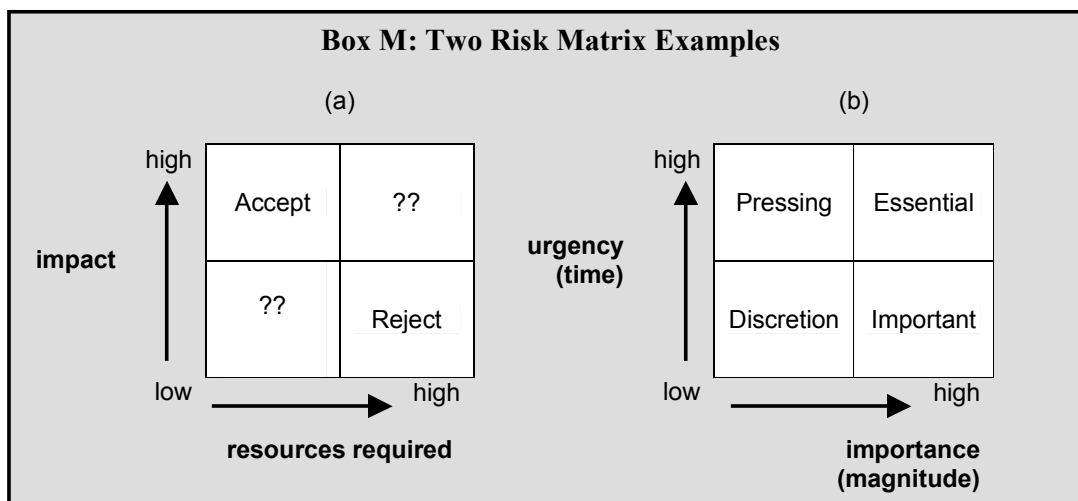 Box M: Two Risk Matrix Examples
(a)
high
Accept
??
impact
??
Reject
low
high
resources required
(b)
high
Pressing
Essential
urgency
(time)
Discretion
Important
low
high
importance
(magnitude)